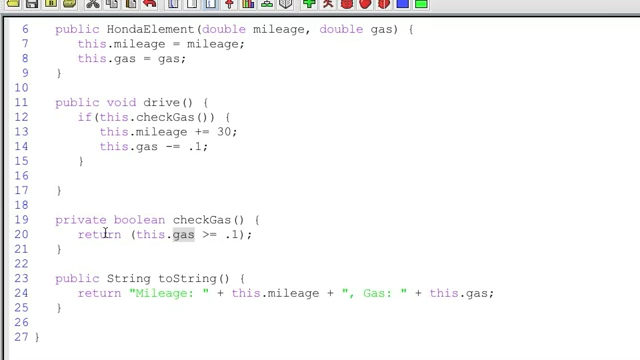 6 public HondaElement(double mileage, double gas) {
7 this.mileage = mileage;
8 this.gas = gas;
9 }
10
11 public void drive() {
12 if(this.checkGas()) {
13 this.mileage += 30;
14 this.gas -= .1;
15 }
16
17 }
18
19 private boolean checkGas() {
20 return (this.gas >= .1);
21 }
22
23 public String toString() {
24 return "Mileage: " + this.mileage + ", Gas: " + this.gas;
25 }
26
27 }